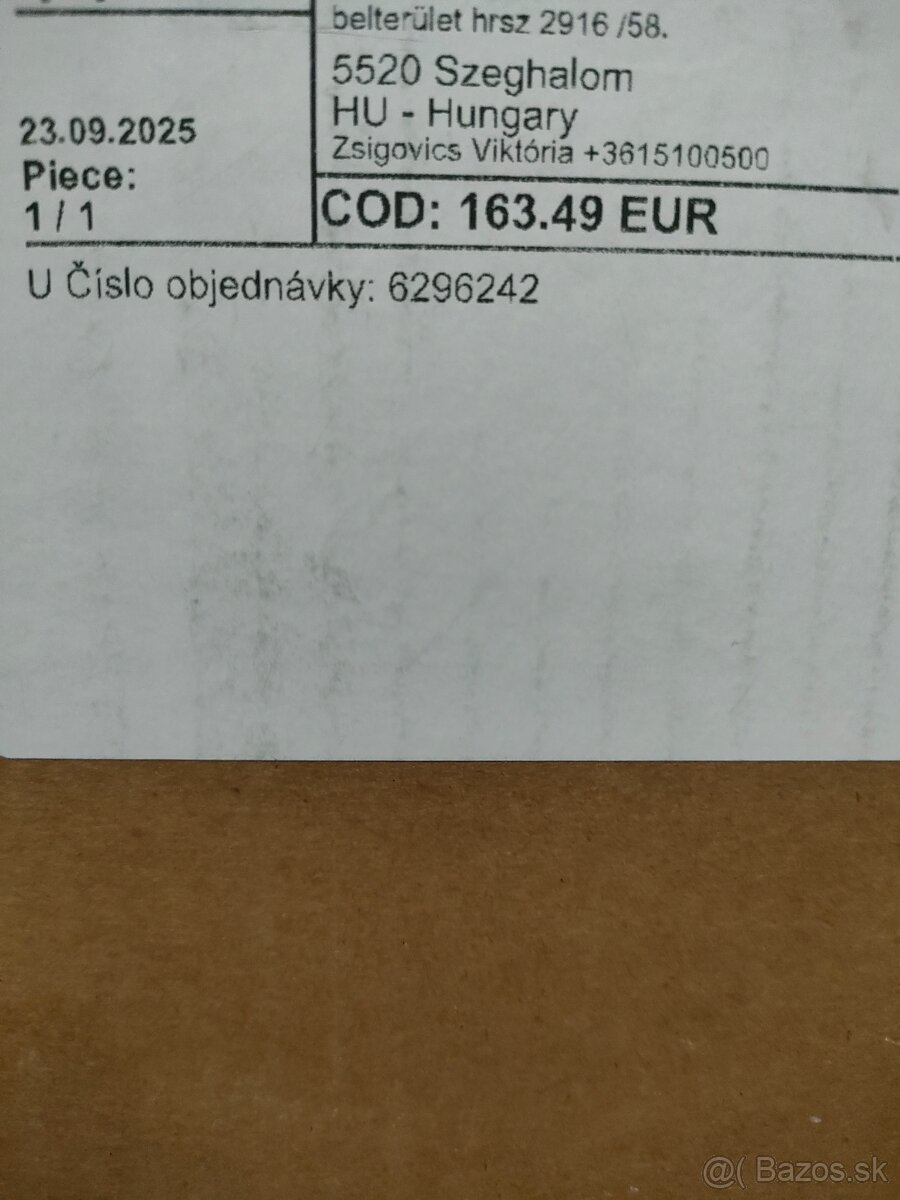 belterület hrsz 2916 /58.
5520 Szeghalom
HU - Hungary
Zsigovics Viktória +3615100500
23.09.2025
Piece:
1 / 1
COD: 163.49 EUR
U Číslo objednávky: 6296242
@( Bazos.sk